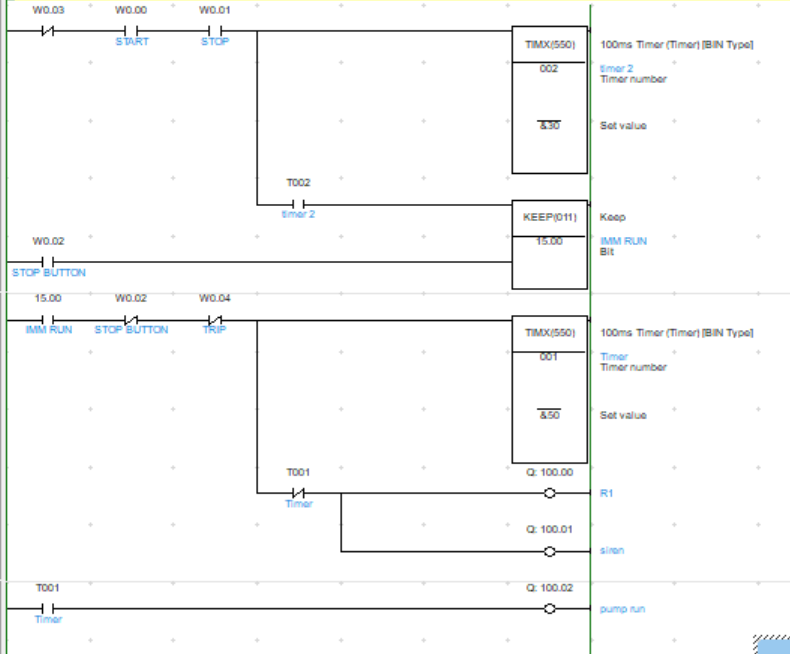 W0.03 W0.00 W0.01
START STOP
TIMX(550) 100ms Timer (Timer) [BIN Type]
002 timer 2
Timer number
&30 Set value
T002
timer 2
KEEP(011) Keep
W0.02 15.00 IMM RUN
Bit
STOP BUTTON
15.00 W0.02 W0.04
IMM RUN STOP BUTTON TRIP
TIMX(550) 100ms Timer (Timer) [BIN Type]
001 Timer
Timer number
&50 Set value
T001 Q: 100.00
R1
Timer
Q: 100.01
siren
T001 Q: 100.02
pump run
Timer